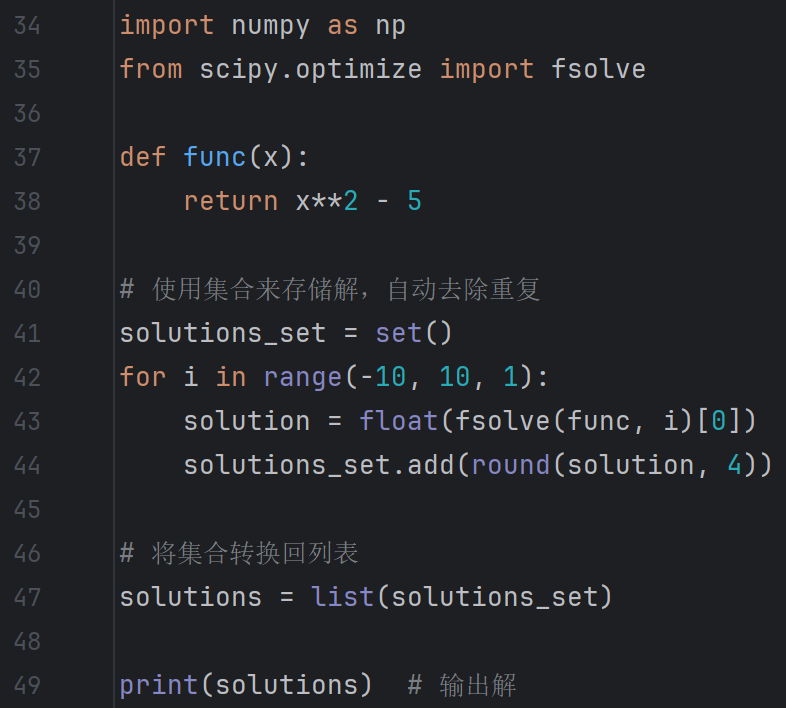 34 import numpy as np
35 from scipy.optimize import fsolve
36
37 def func(x):
38     return x**2 - 5
39
40 # 使用集合来存储解，自动去除重复
41 solutions_set = set()
42 for i in range(-10, 10, 1):
43     solution = float(fsolve(func, i)[0])
44     solutions_set.add(round(solution, 4))
45
46 # 将集合转换回列表
47 solutions = list(solutions_set)
48
49 print(solutions)  # 输出解